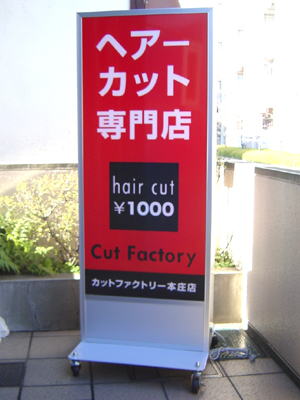 ヘアー
カット
専門店
hair cut
¥1000
Cut Factory
カットファクトリー本庄店